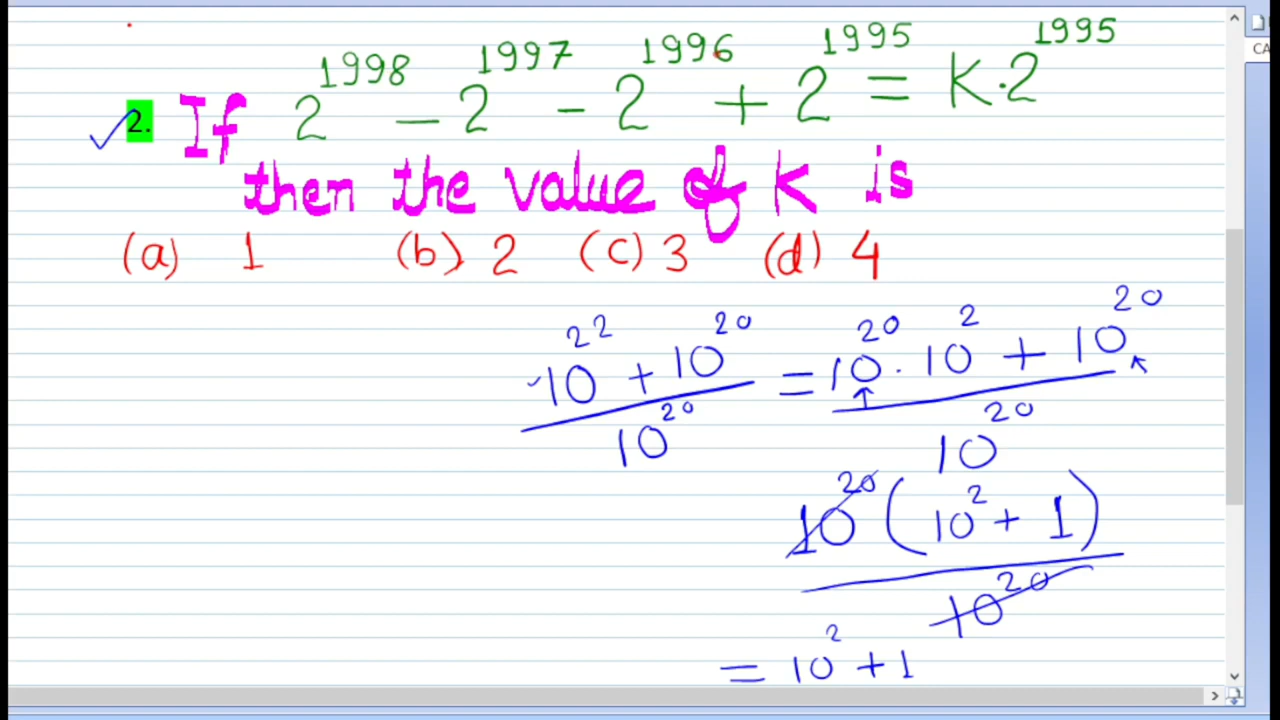 2. If 2^1998 - 2^1997 - 2^1996 + 2^1995 = K.2^1995
then the value of K is
(a) 1 (b) 2 (c) 3 (d) 4
10^22 + 10^20 / 10^20 = 10^20 . 10^2 + 10^20 / 10^20
10^20 (10^2 + 1) / 10^20
= 10^2 + 1
CA